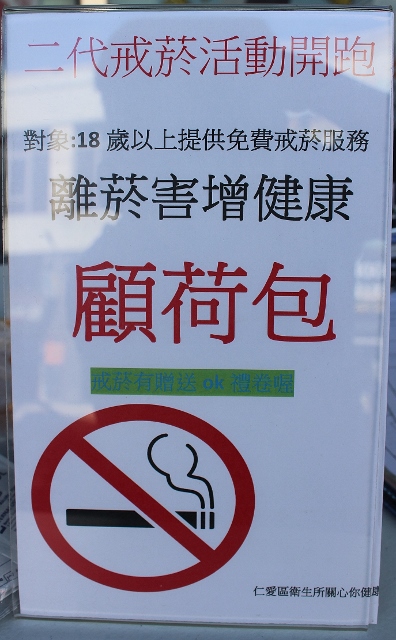 二代戒菸活動開跑
對象:18 歲以上提供免費戒菸服務
離菸害增健康
顧荷包
戒菸有贈送 ok 禮卷喔
仁愛區衛生所關心你健康